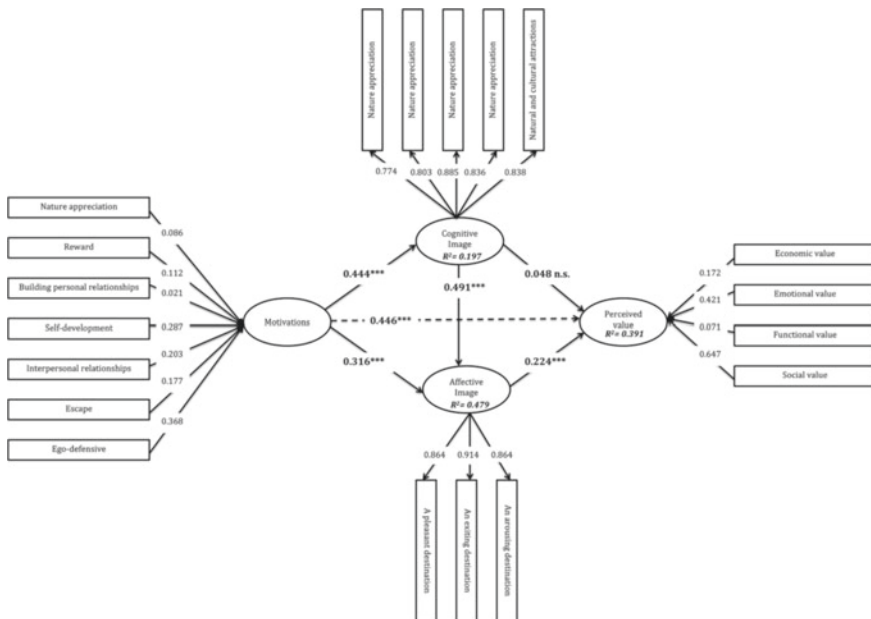 Nature appreciation
Nature appreciation
Nature appreciation
Nature appreciation
Natural and cultural attractions
0.774
0.803
0.885
0.836
0.838
Nature appreciation
Reward
Building personal relationships
Self-development
Interpersonal relationships
Escape
Ego-defensive
0.086
0.112
0.021
0.287
0.203
0.177
0.368
Motivations
0.444***
0.446***
0.316***
Cognitive
Image
R²= 0.197
0.491***
0.048 n.s.
0.224***
Affective
Image
R²= 0.479
Perceived
value
R²= 0.391
0.172
0.421
0.071
0.647
Economic value
Emotional value
Functional value
Social value
0.864
0.914
0.864
A pleasant destination
An exiting destination
An arousing destination